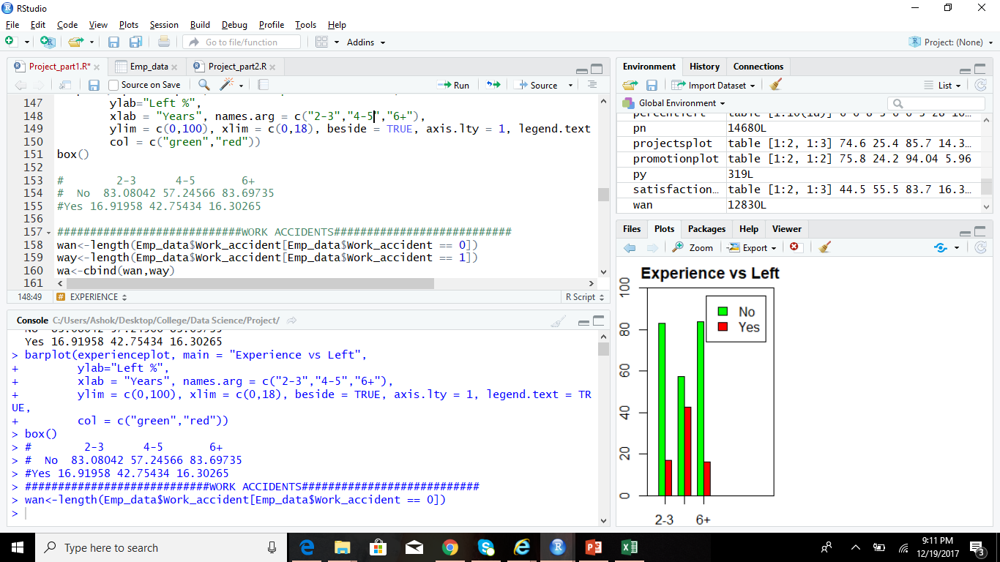 RStudio
File Edit Code View Plots Session Build Debug Profile Tools Help
Go to file/function Addins Project: (None)
Project_part1.R* Emp_data Project_part2.R
Source on Save Run Source
147 ylab="Left %",
148 xlab = "Years", names.arg = c("2-3","4-5","6+"),
149 ylim = c(0,100), xlim = c(0,18), beside = TRUE, axis.lty = 1, legend.text
150 col = c("green","red"))
151 box()
152
153 # 2-3 4-5 6+
154 # No 83.08042 57.24566 83.69735
155 #Yes 16.91958 42.75434 16.30265
156
157 ############################WORK ACCIDENTS###########################
158 wan<-length(Emp_data$Work_accident[Emp_data$Work_accident == 0])
159 way<-length(Emp_data$Work_accident[Emp_data$Work_accident == 1])
160 wa<-cbind(wan,way)
161
148:49 EXPERIENCE R Script
Console C:/Users/Ashok/Desktop/College/Data Science/Project/
No 83.08042 57.24566 83.69735
Yes 16.91958 42.75434 16.30265
> barplot(experienceplot, main = "Experience vs Left",
+ ylab="Left %",
+ xlab = "Years", names.arg = c("2-3","4-5","6+"),
+ ylim = c(0,100), xlim = c(0,18), beside = TRUE, axis.lty = 1, legend.text = TR
UE,
+ col = c("green","red"))
> box()
> # 2-3 4-5 6+
> # No 83.08042 57.24566 83.69735
> #Yes 16.91958 42.75434 16.30265
> ############################WORK ACCIDENTS###########################
> wan<-length(Emp_data$Work_accident[Emp_data$Work_accident == 0])
>
Environment History Connections
Import Dataset List
Global Environment
percentleft
pn 14680L
projectsplot table [1:2, 1:3] 74.6 25.4 85.7 14.3…
promotionplot table [1:2, 1:2] 75.8 24.2 94.04 5.96
py 319L
satisfaction… table [1:2, 1:3] 44.5 55.5 83.7 16.3…
wan 12830L
Files Plots Packages Help Viewer
Zoom Export
Experience vs Left
No
Yes
100
80
60
40
20
0
2-3 6+
Type here to search
9:11 PM
12/19/2017
3